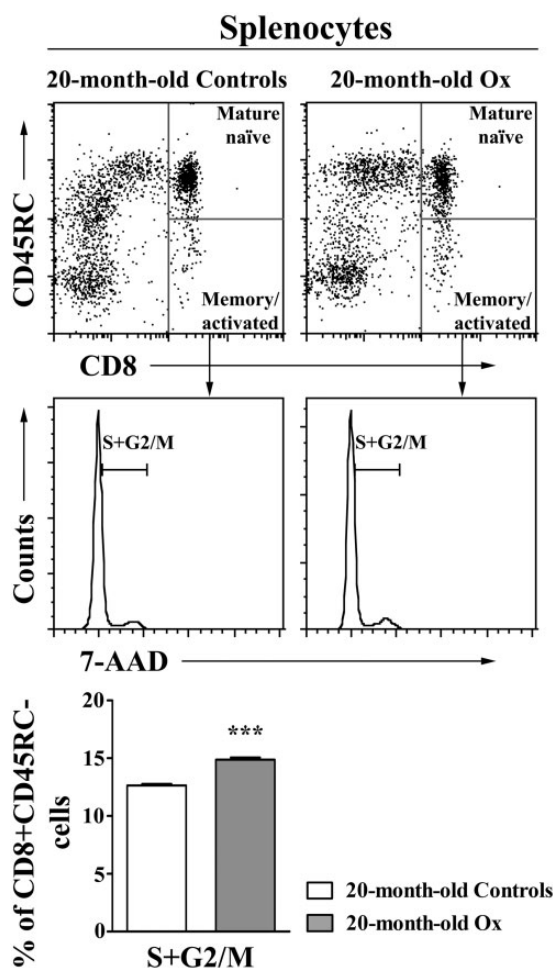 Splenocytes
20-month-old Controls
20-month-old Ox
CD45RC
Mature
naïve
Memory/
activated
Mature
naïve
Memory/
activated
CD8
Counts
S+G2/M
S+G2/M
7-AAD
% of CD8+CD45RC-
cells
20
15
10
5
0
***
S+G2/M
20-month-old Controls
20-month-old Ox